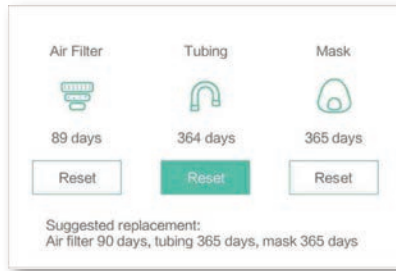 Air Filter Tubing Mask
89 days 364 days 365 days
Reset Reset Reset
Suggested replacement:
Air filter 90 days, tubing 365 days, mask 365 days